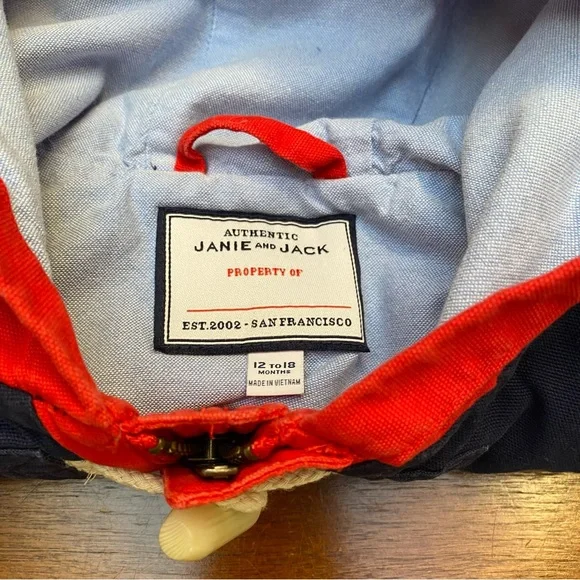 AUTHENTIC
JANIE AND JACK
PROPERTY OF
EST.2002 - SAN FRANCISCO
12 TO 18
MONTHS
MADE IN VIETNAM